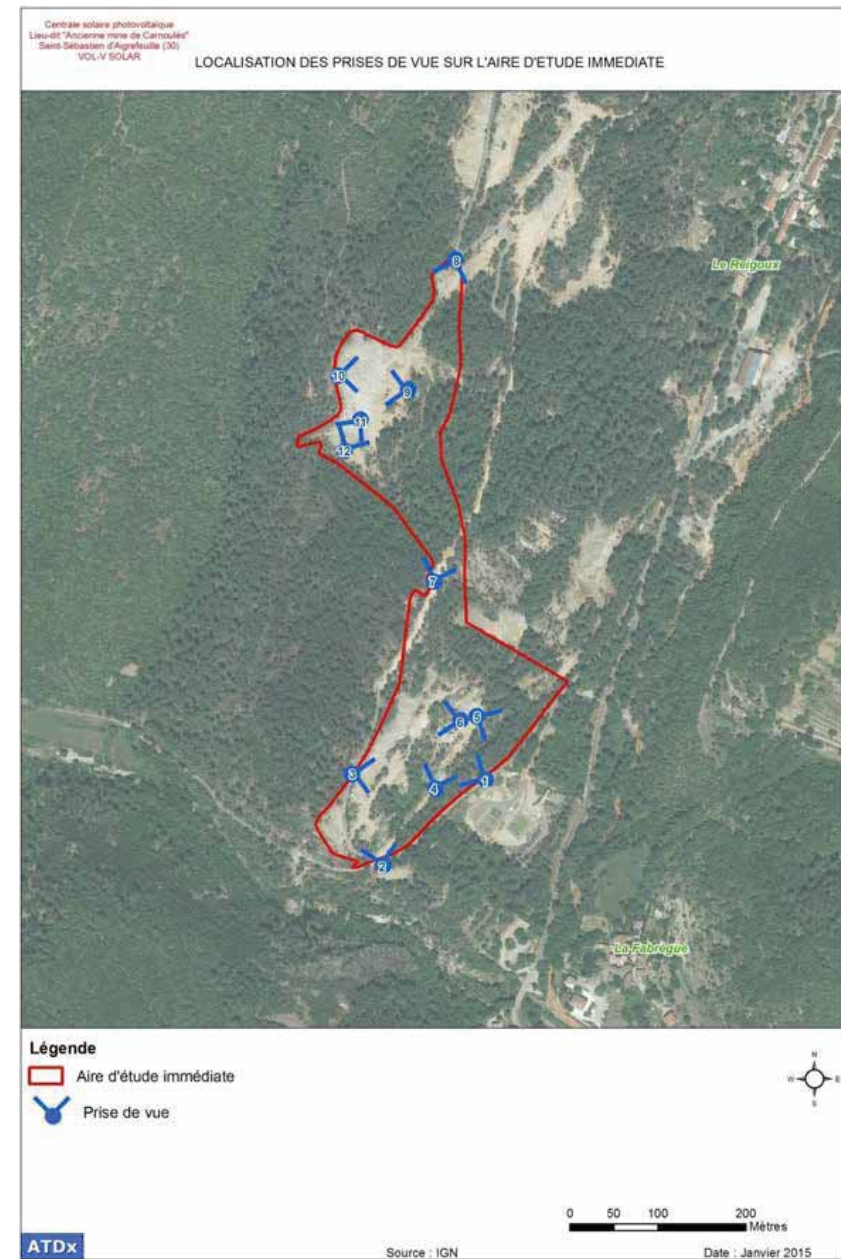 Centrale solaire photovoltaïque
Lieu-dit "Ancienne mine de Carnoulès"
Saint-Sébastien d'Aigrefeuille (30)
VOL-V SOLAR
LOCALISATION DES PRISES DE VUE SUR L'AIRE D'ETUDE IMMEDIATE
Le Reigoux
8
10
9
11
12
7
6
5
3
4
1
2
La Fabrègue
Légende
Aire d'étude immédiate
Prise de vue
N
W
E
S
0 50 100 200
Mètres
ATDx
Source : IGN
Date : Janvier 2015